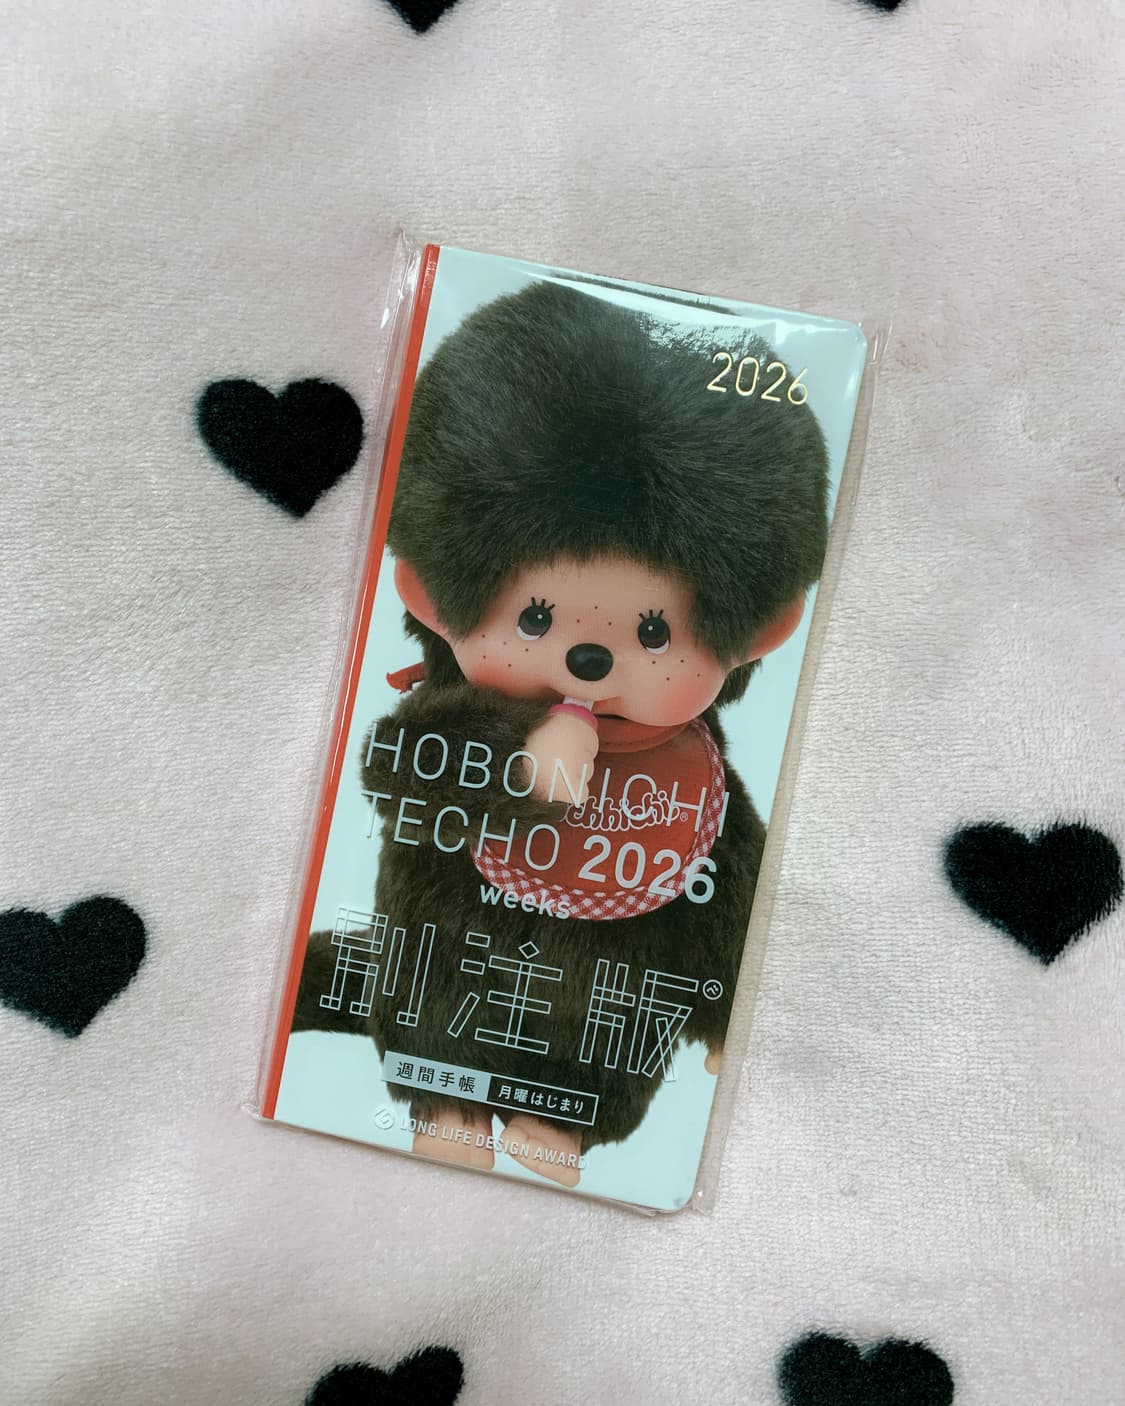 2026
HOBONICHI
TECHO 2026
weeks
別注版 べ
週間手帳 月曜はじまり
LONG LIFE DESIGN AWARD